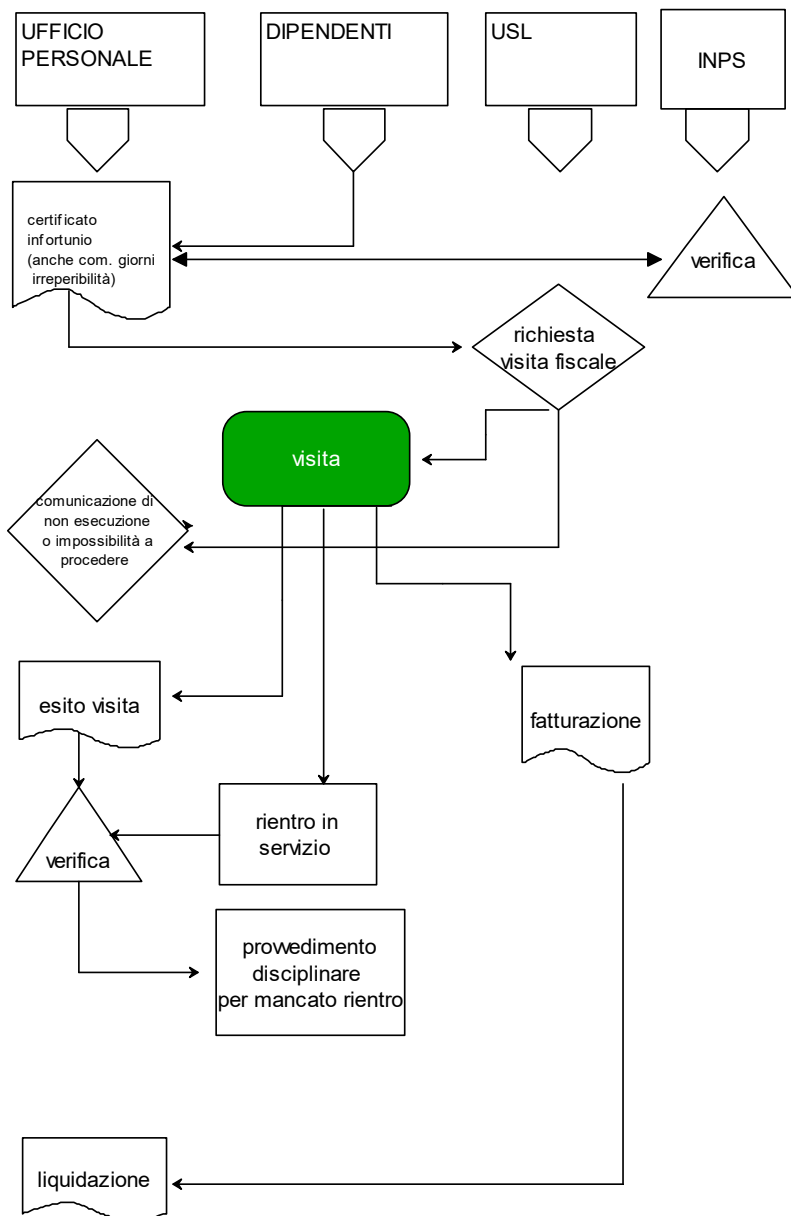 UFFICIO
PERSONALE
DIPENDENTI
USL
INPS
certificato
infortunio
(anche com. giorni
irreperibilità)
verifica
richiesta
visita fiscale
visita
comunicazione di
non esecuzione
o impossibilità a
procedere
esito visita
fatturazione
rientro in
servizio
verifica
provvedimento
disciplinare
per mancato rientro
liquidazione